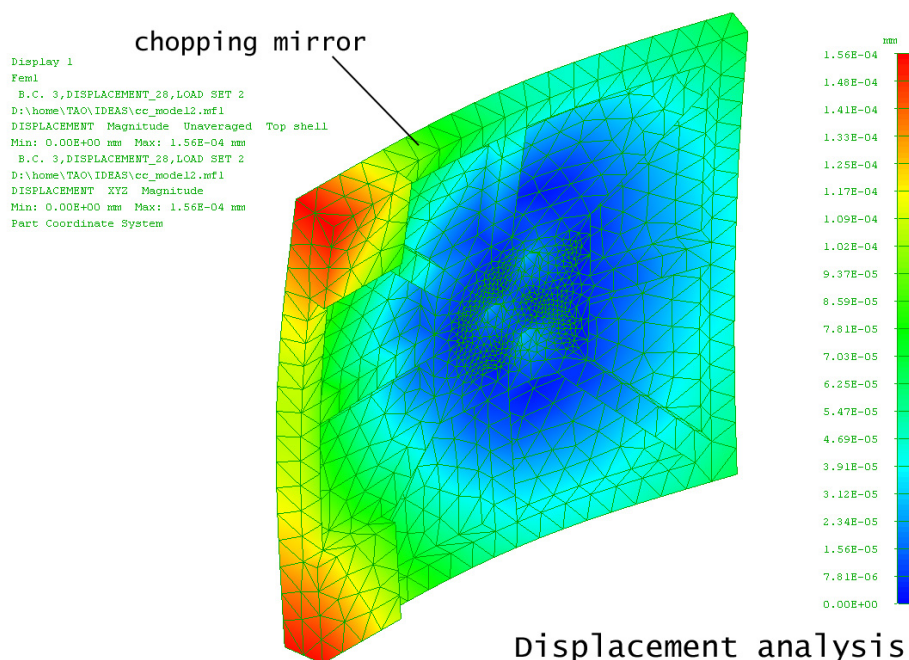 chopping mirror
Display 1
Fem1
B.C. 3,DISPLACEMENT_28,LOAD SET 2
D:\home\TAO\IDEAS\cc_model2.mf1
DISPLACEMENT Magnitude Unaveraged Top shell
Min: 0.00E+00 mm Max: 1.56E-04 mm
B.C. 3,DISPLACEMENT_28,LOAD SET 2
D:\home\TAO\IDEAS\cc_model2.mf1
DISPLACEMENT XYZ Magnitude
Min: 0.00E+00 mm Max: 1.56E-04 mm
Part Coordinate System
mm
1.56E-04
1.48E-04
1.41E-04
1.33E-04
1.25E-04
1.17E-04
1.09E-04
1.02E-04
9.37E-05
8.59E-05
7.81E-05
7.03E-05
6.25E-05
5.47E-05
4.69E-05
3.91E-05
3.12E-05
2.34E-05
1.56E-05
7.81E-06
0.00E+00
Displacement analysis